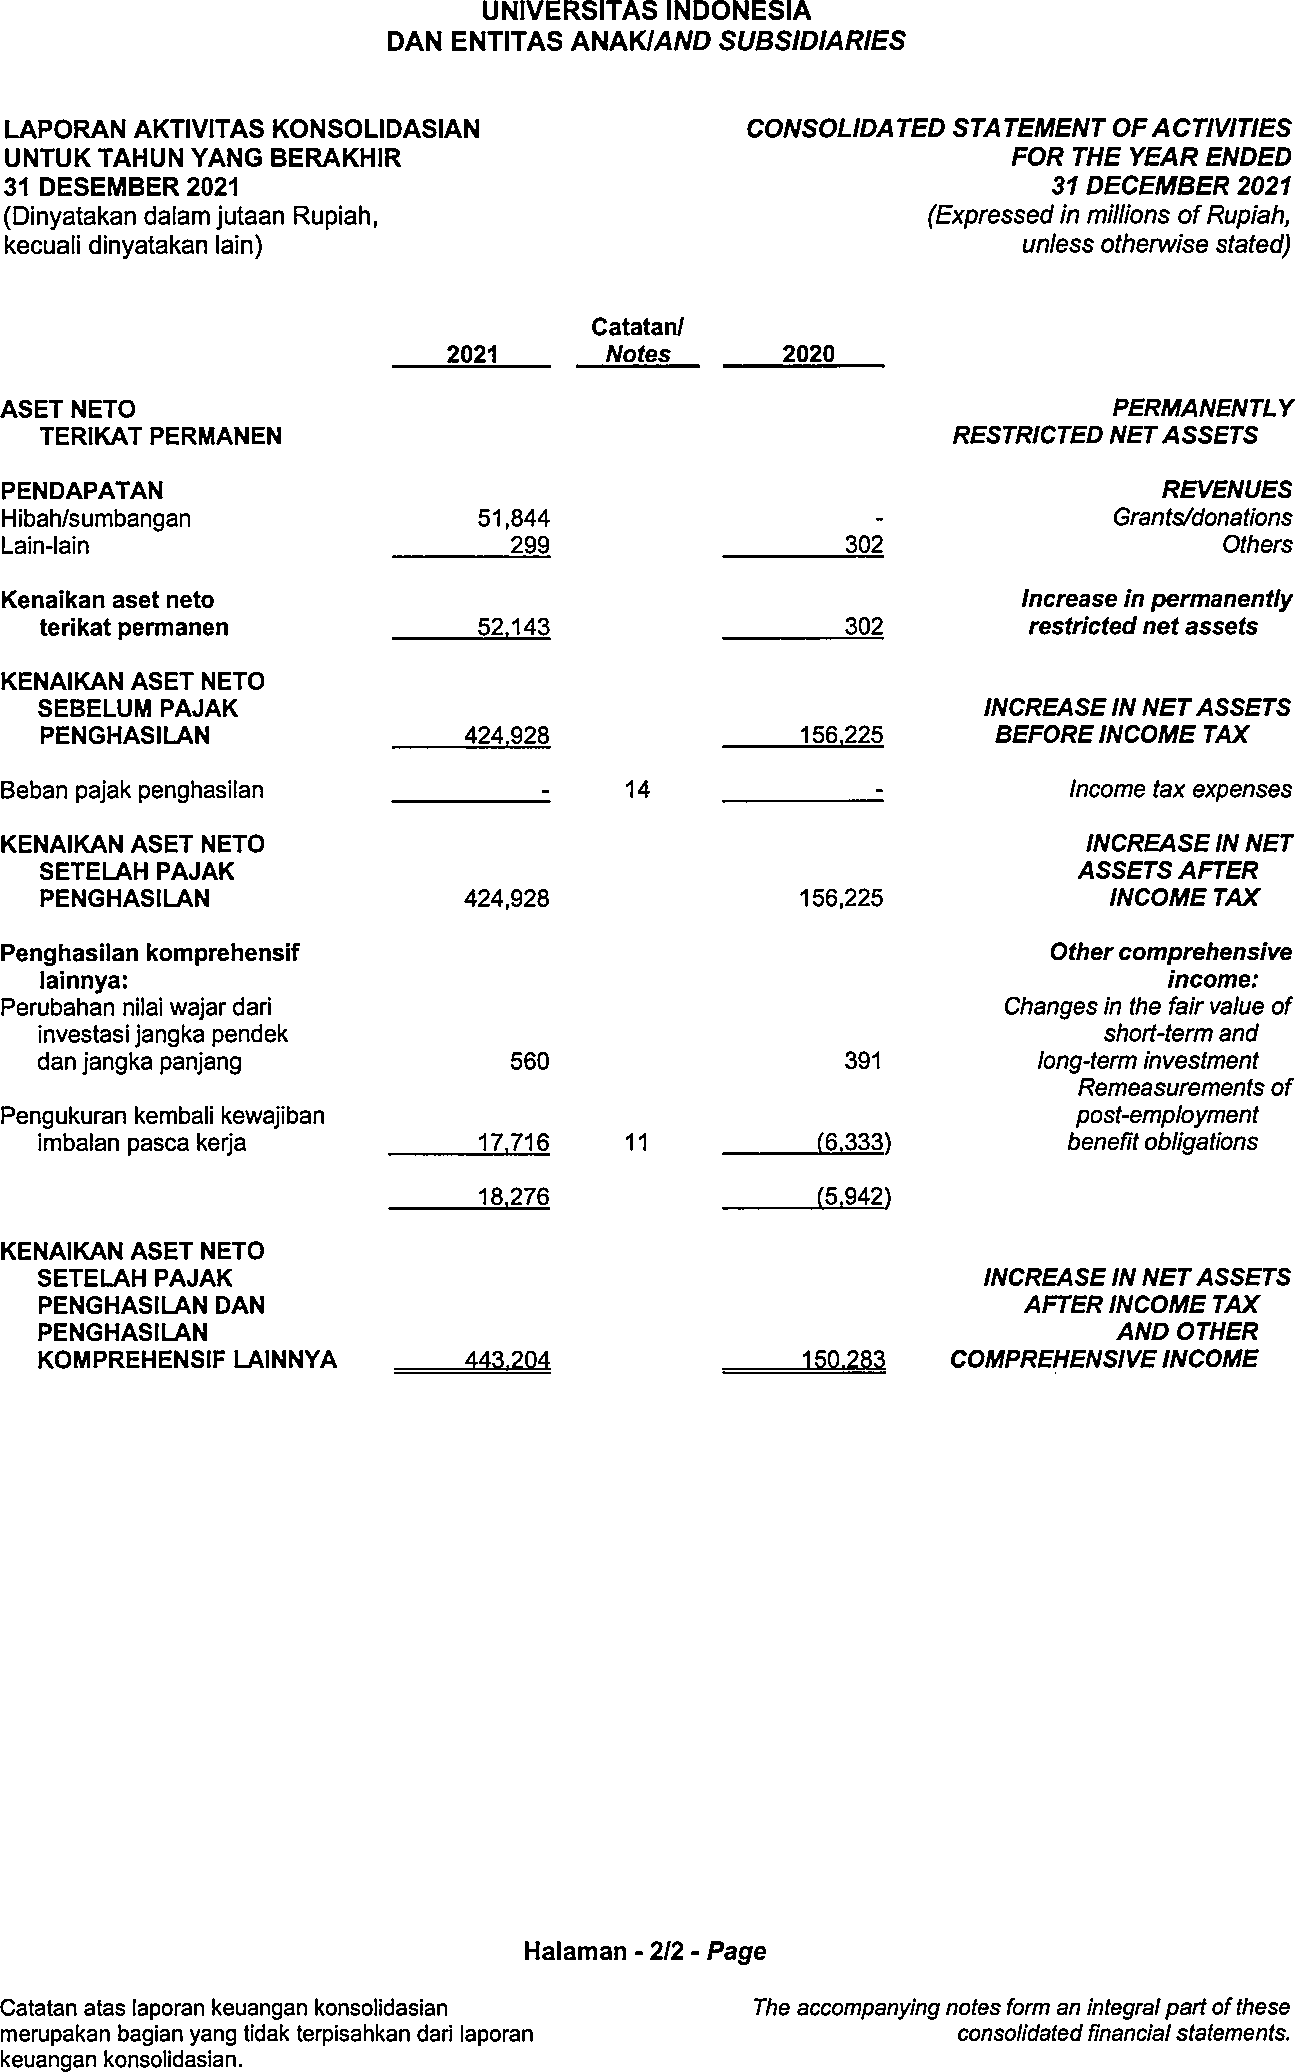 UNIVERSITAS INDONESIA
DAN ENTITAS ANAK/AND SUBSIDIARIES
LAPORAN AKTIVITAS KONSOLIDASIAN
UNTUK TAHUN YANG BERAKHIR
31 DESEMBER 2021
(Dinyatakan dalam jutaan Rupiah,
kecuali dinyatakan lain)
CONSOLIDATED STATEMENT OF ACTIVITIES
FOR THE YEAR ENDED
31 DECEMBER 2021
(Expressed in millions of Rupiah,
unless otherwise stated)
Catatan/
2021 Notes 2020
ASET NETO PERMANENTLY
TERIKAT PERMANEN RESTRICTED NET ASSETS
PENDAPATAN REVENUES
Hibah/sumbangan 51,844 - Grants/donations
Lain-lain 299 302 Others
Kenaikan aset neto Increase in permanently
terikat permanen 52,143 302 restricted net assets
KENAIKAN ASET NETO
SEBELUM PAJAK INCREASE IN NET ASSETS
PENGHASILAN 424,928 156,225 BEFORE INCOME TAX
Beban pajak penghasilan - 14 - Income tax expenses
KENAIKAN ASET NETO INCREASE IN NET
SETELAH PAJAK ASSETS AFTER
PENGHASILAN 424,928 156,225 INCOME TAX
Penghasilan komprehensif Other comprehensive
lainnya: income:
Perubahan nilai wajar dari Changes in the fair value of
investasi jangka pendek short-term and
dan jangka panjang 560 391 long-term investment
Remeasurements of
Pengukuran kembali kewajiban post-employment
imbalan pasca kerja 17,716 11 (6,333) benefit obligations
18,276 (5,942)
KENAIKAN ASET NETO
SETELAH PAJAK INCREASE IN NET ASSETS
PENGHASILAN DAN AFTER INCOME TAX
PENGHASILAN AND OTHER
KOMPREHENSIF LAINNYA 443,204 150,283 COMPREHENSIVE INCOME
Halaman - 2/2 - Page
Catatan atas laporan keuangan konsolidasian
merupakan bagian yang tidak terpisahkan dari laporan
keuangan konsolidasian.
The accompanying notes form an integral part of these
consolidated financial statements.